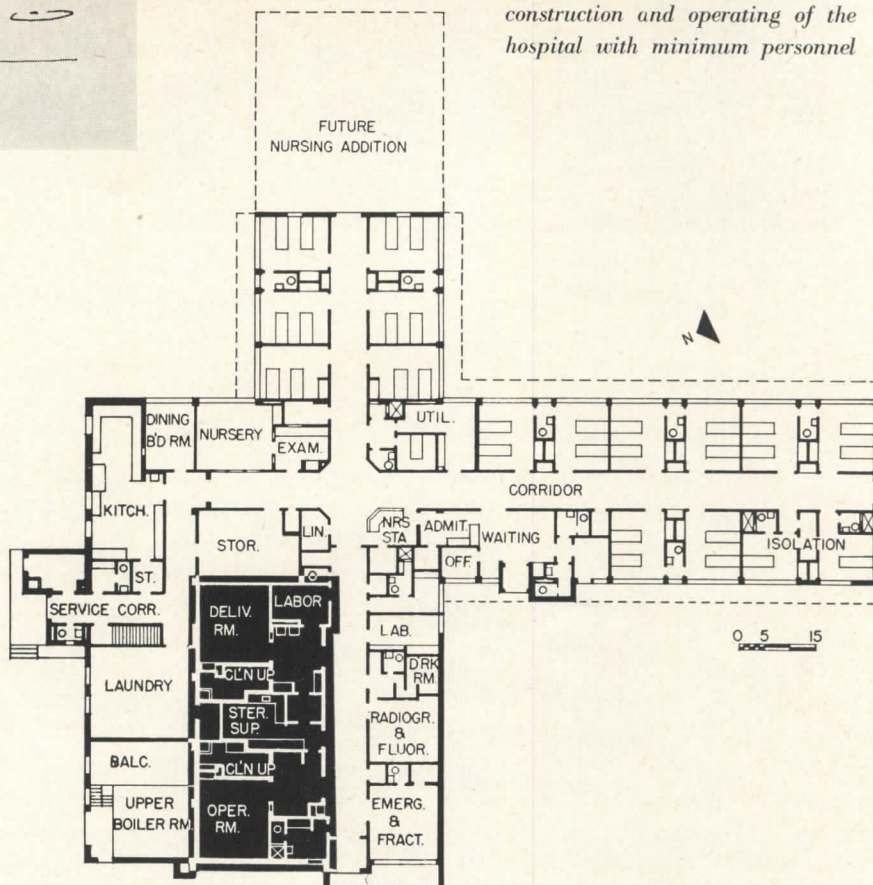 construction and operating of the
hospital with minimum personnel
FUTURE
NURSING ADDITION
N
DINING
B'D RM.
NURSERY
EXAM.
UTIL.
KITCH.
CORRIDOR
STOR.
LIN.
NRS
STA
ADMIT.
WAITING
OFF.
ISOLATION
ST.
SERVICE CORR.
DELIV.
RM.
LABOR
LAB.
0 5 15
LAUNDRY
CL'N UP
D'RK
RM.
STER.
SUP.
RADIOGR.
&
FLUOR.
BALC.
CL'N UP
UPPER
BOILER RM.
OPER.
RM.
EMERG.
&
FRACT.